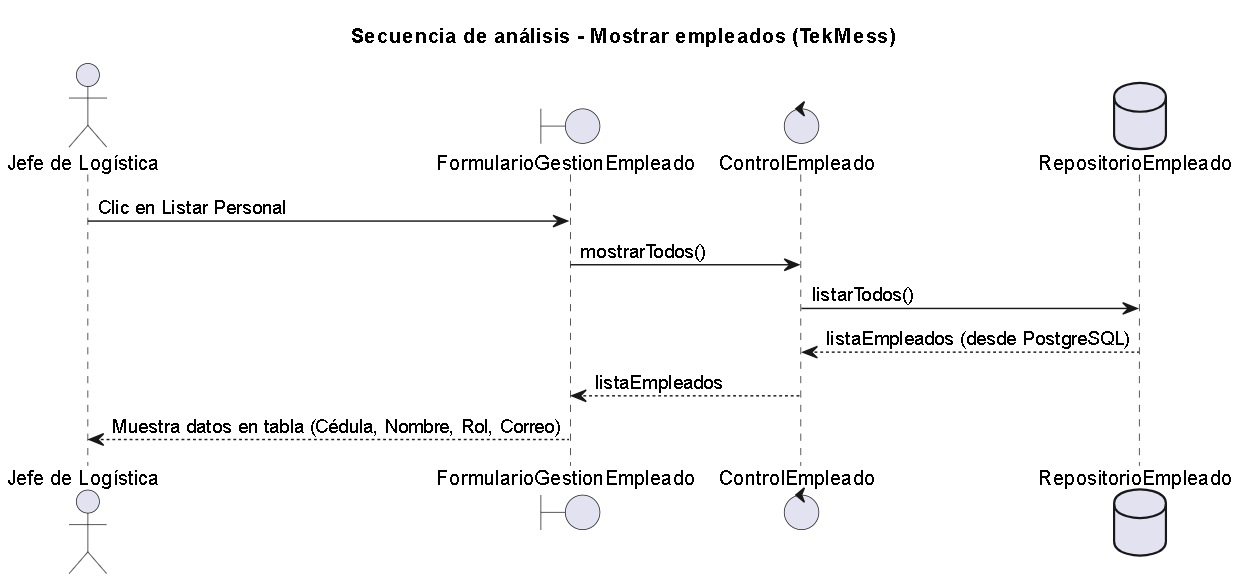 Secuencia de análisis - Mostrar empleados (TekMess)
Jefe de Logística
FormularioGestionEmpleado
ControlEmpleado
RepositorioEmpleado
Clic en Listar Personal
mostrarTodos()
listarTodos()
listaEmpleados (desde PostgreSQL)
listaEmpleados
Muestra datos en tabla (Cédula, Nombre, Rol, Correo)
Jefe de Logística
FormularioGestionEmpleado
ControlEmpleado
RepositorioEmpleado